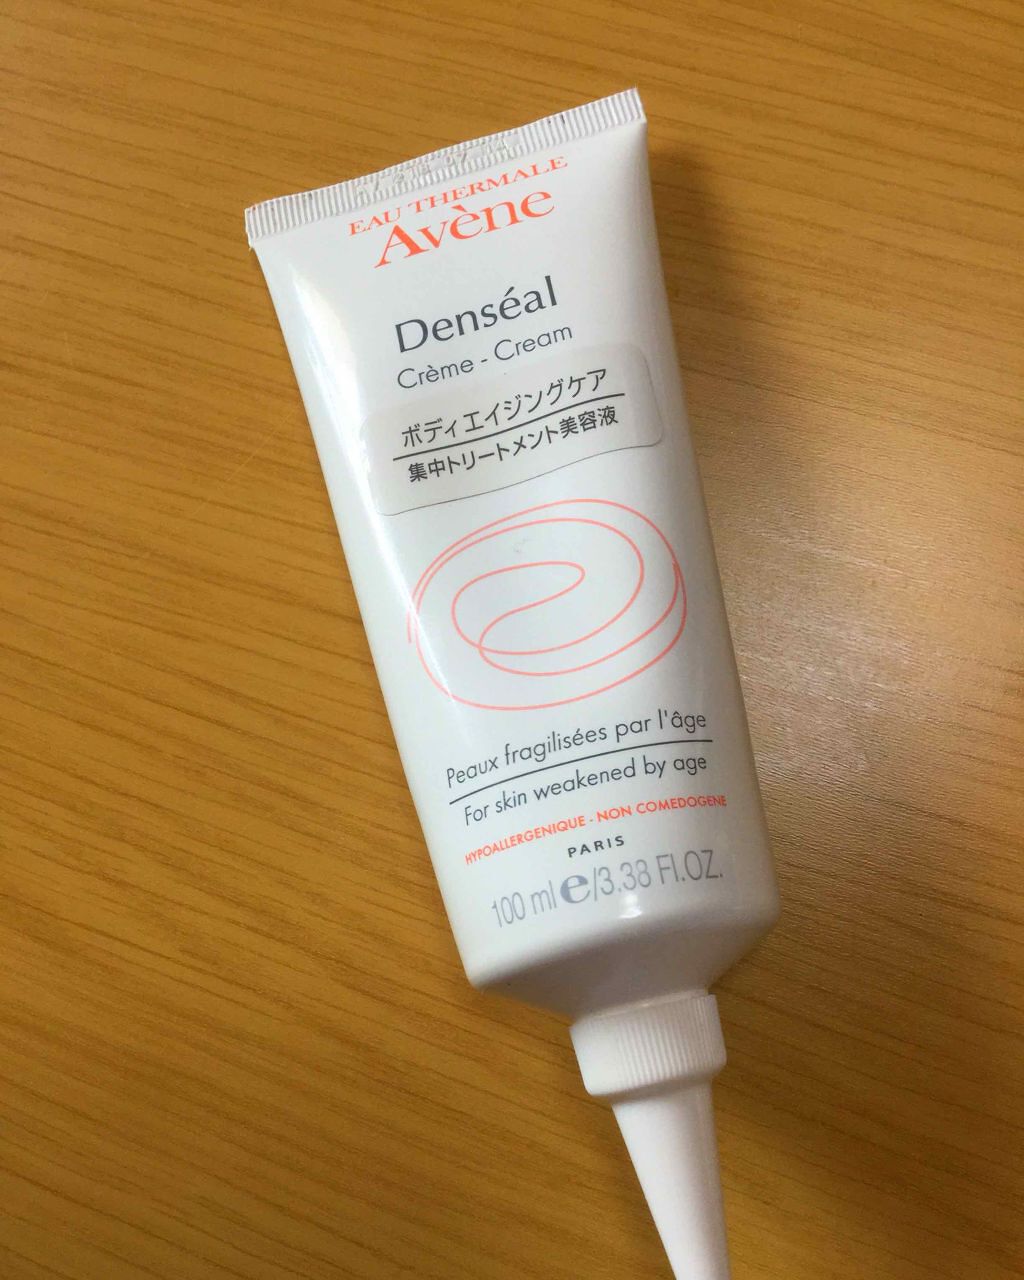 EAU THERMALE
Avène
Denséal
Crème - Cream
ボディエイジングケア
集中トリートメント美容液
Peaux fragilisées par l'âge
For skin weakened by age
HYPOALLERGENIQUE - NON COMEDOGENE
PARIS
100 ml e/3.38 Fl.OZ.